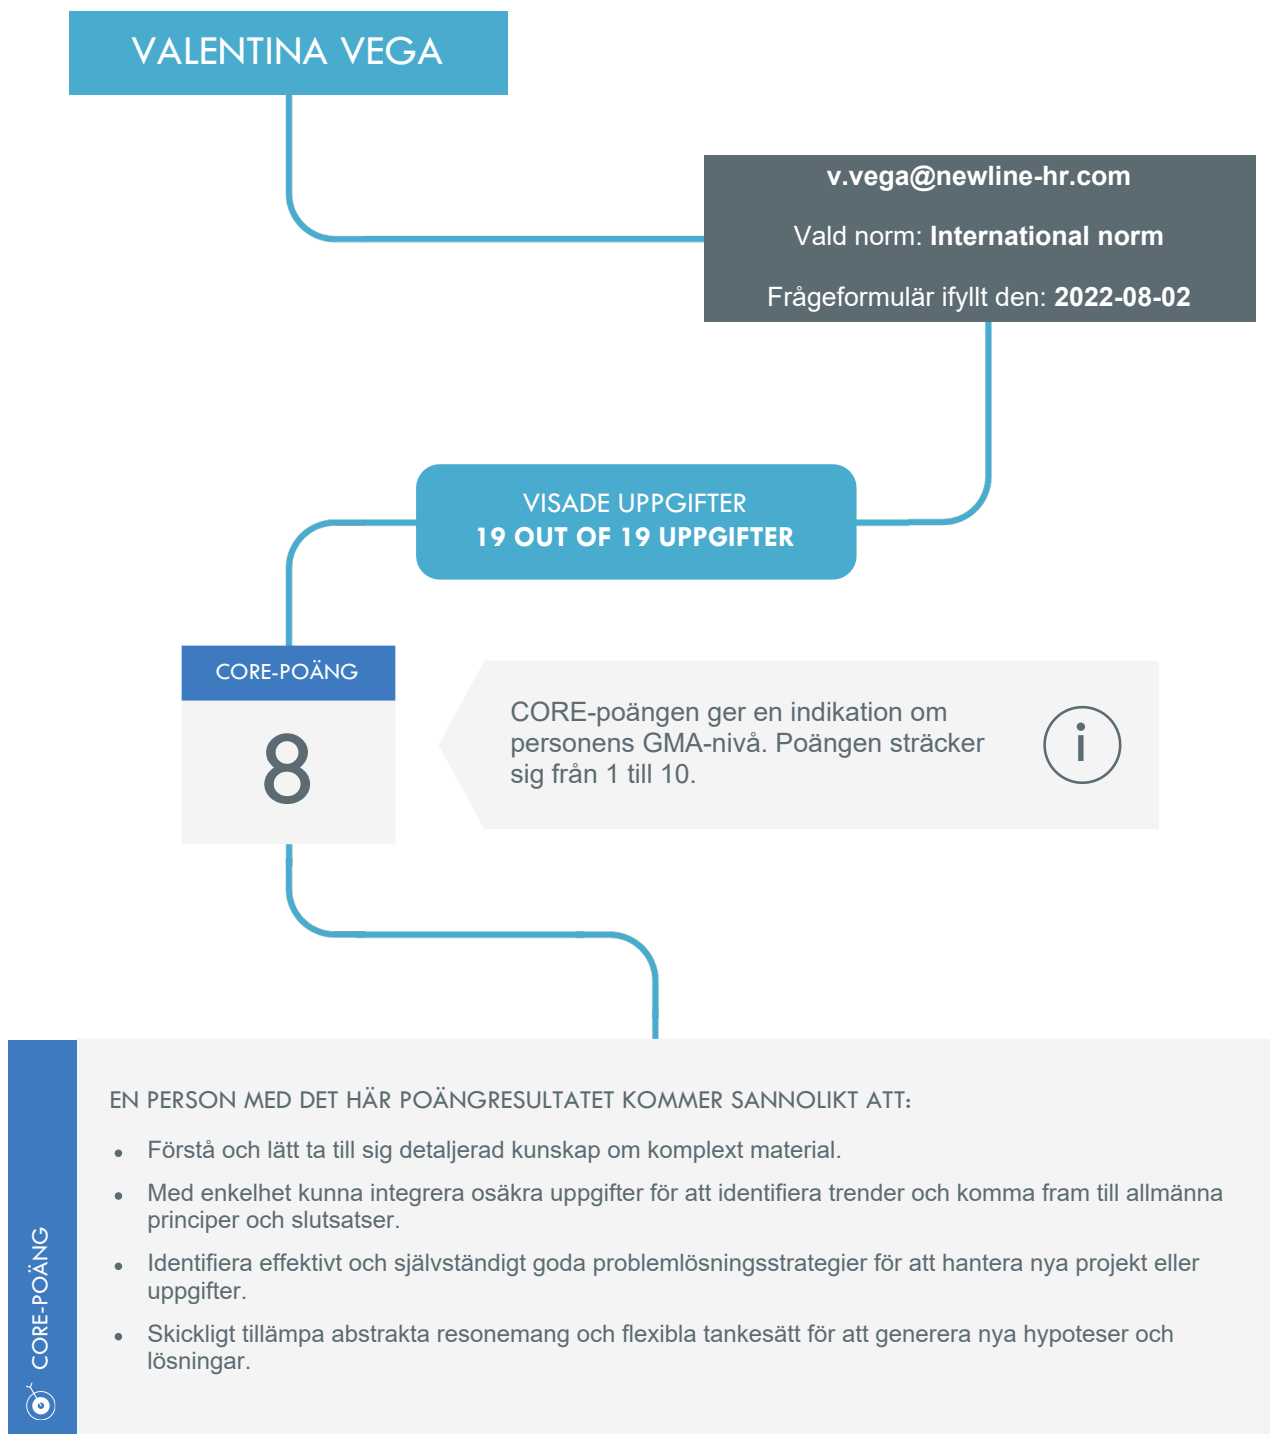 VALENTINA VEGA
v.vega@newline-hr.com
Vald norm: International norm
Frågeformulär ifyllt den: 2022-08-02
VISADE UPPGIFTER
19 OUT OF 19 UPPGIFTER
CORE-POÄNG
8
CORE-poängen ger en indikation om
personens GMA-nivå. Poängen sträcker
sig från 1 till 10.
i
CORE-POÄNG
EN PERSON MED DET HÄR POÄNGRESULTATET KOMMER SANNOLIKT ATT:
• Förstå och lätt ta till sig detaljerad kunskap om komplext material.
• Med enkelhet kunna integrera osäkra uppgifter för att identifiera trender och komma fram till allmänna
principer och slutsatser.
• Identifiera effektivt och självständigt goda problemlösningsstrategier för att hantera nya projekt eller
uppgifter.
• Skickligt tillämpa abstrakta resonemang och flexibla tankesätt för att generera nya hypoteser och
lösningar.